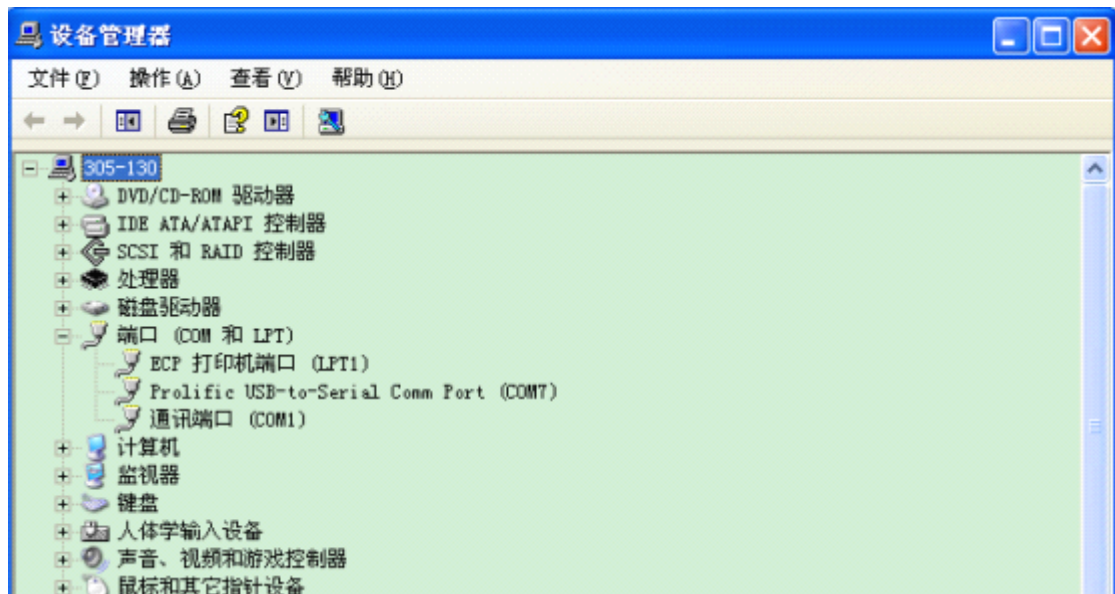 设备管理器
文件(F) 操作(A) 查看(V) 帮助(H)
305-130
DVD/CD-ROM 驱动器
IDE ATA/ATAPI 控制器
SCSI 和 RAID 控制器
处理器
磁盘驱动器
端口 (COM 和 LPT)
ECP 打印机端口 (LPT1)
Prolific USB-to-Serial Comm Port (COM7)
通讯端口 (COM1)
计算机
监视器
键盘
人体学输入设备
声音、视频和游戏控制器
鼠标和其它指针设备